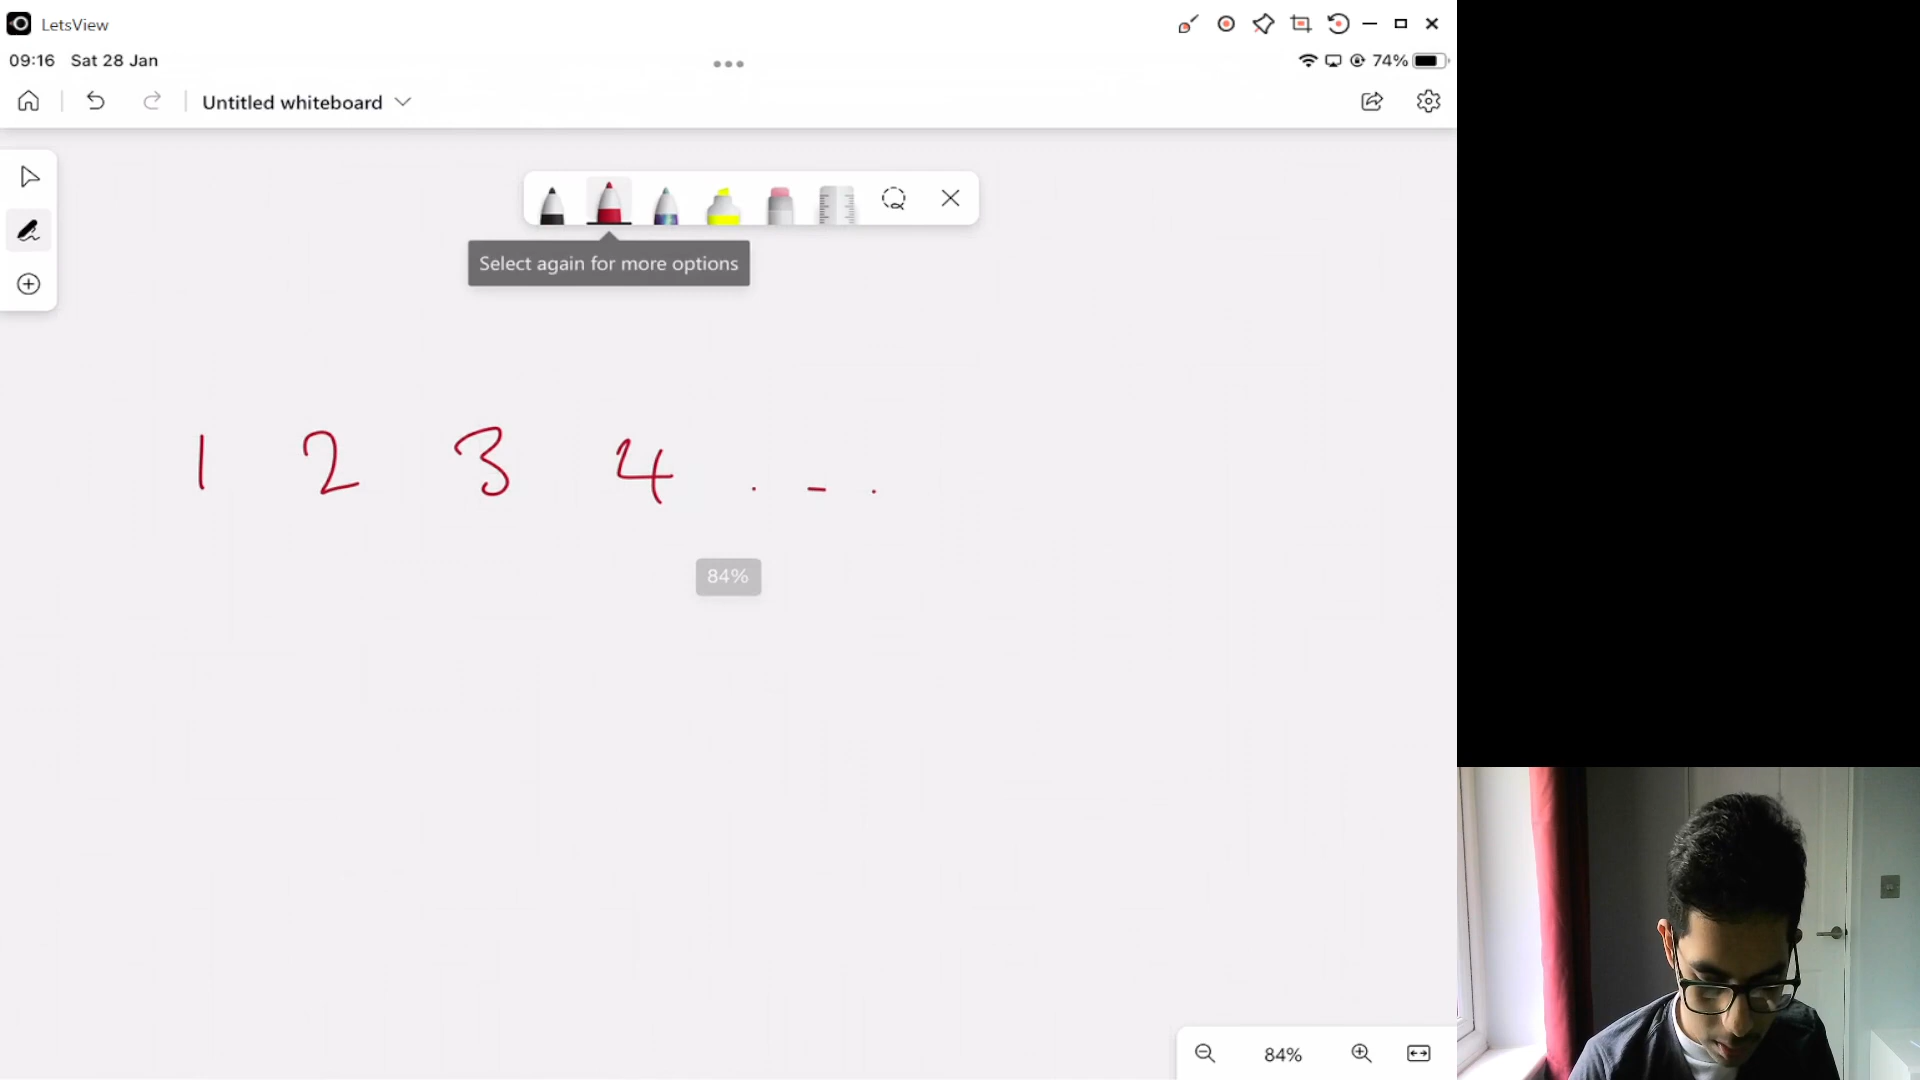 LetsView
09:16 Sat 28 Jan
74%
Untitled whiteboard
Select again for more options
1 2 3 4 . - .
84%
84%